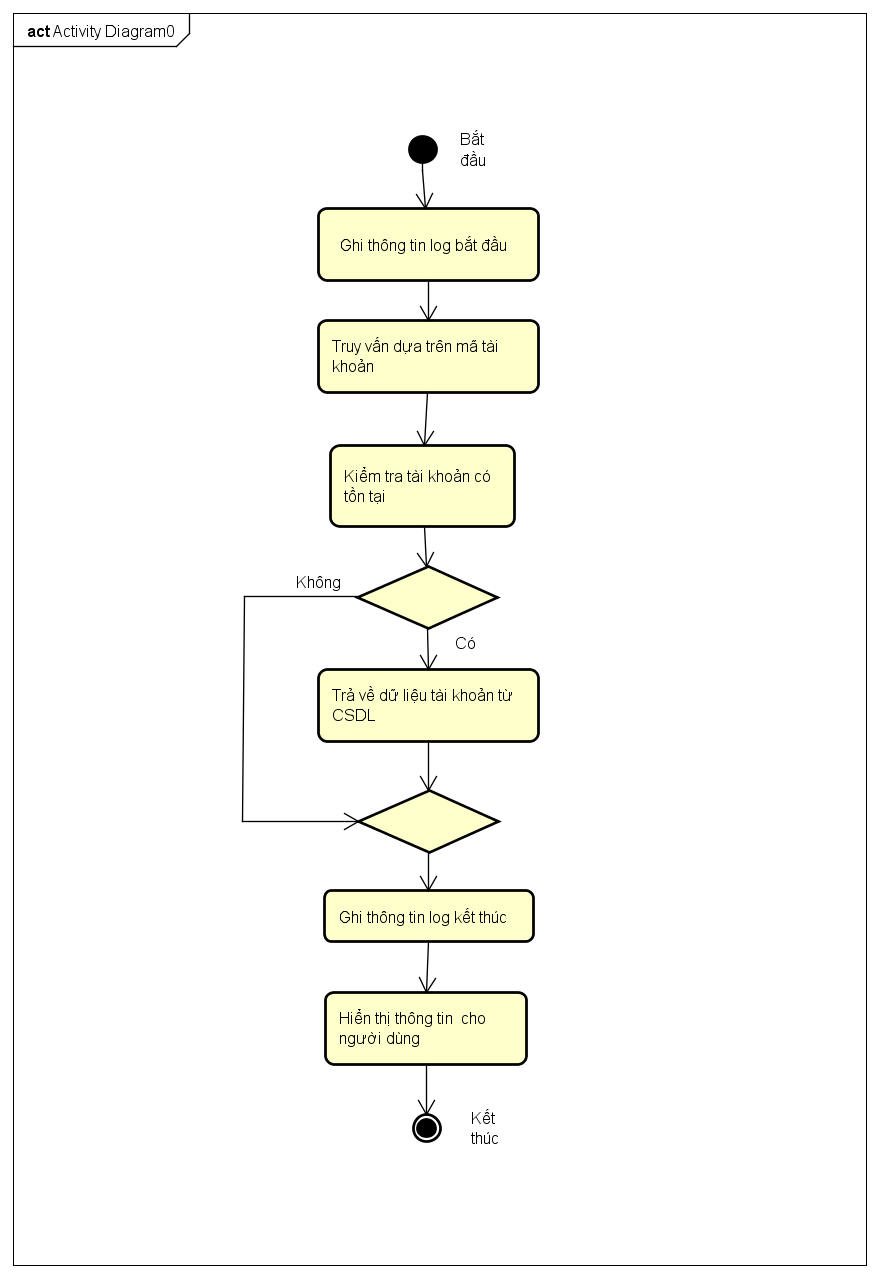 act Activity Diagram0
Bắt
đầu
Ghi thông tin log bắt đầu
Truy vấn dựa trên mã tài
khoản
Kiểm tra tài khoản có
tồn tại
Không
Có
Trả về dữ liệu tài khoản từ
CSDL
Ghi thông tin log kết thúc
Hiển thị thông tin  cho
người dùng
Kết
thúc